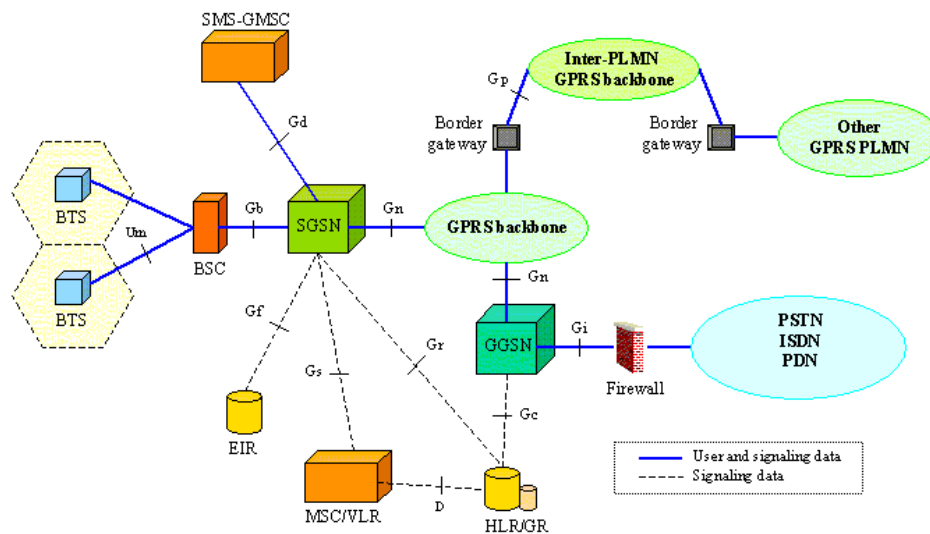 SMS-GMSC
Inter-PLMN
GPRS backbone
Gp
Border
gateway
Border
gateway
Other
GPRS PLMN
Gd
BTS
Um
Gb
SGSN
Gn
GPRS backbone
BSC
BTS
Gn
Gf
Gs
Gr
GGSN
Gi
PSTN
ISDN
PDN
Firewall
Gc
EIR
MSC/VLR
D
HLR/GR
User and signaling data
Signaling data